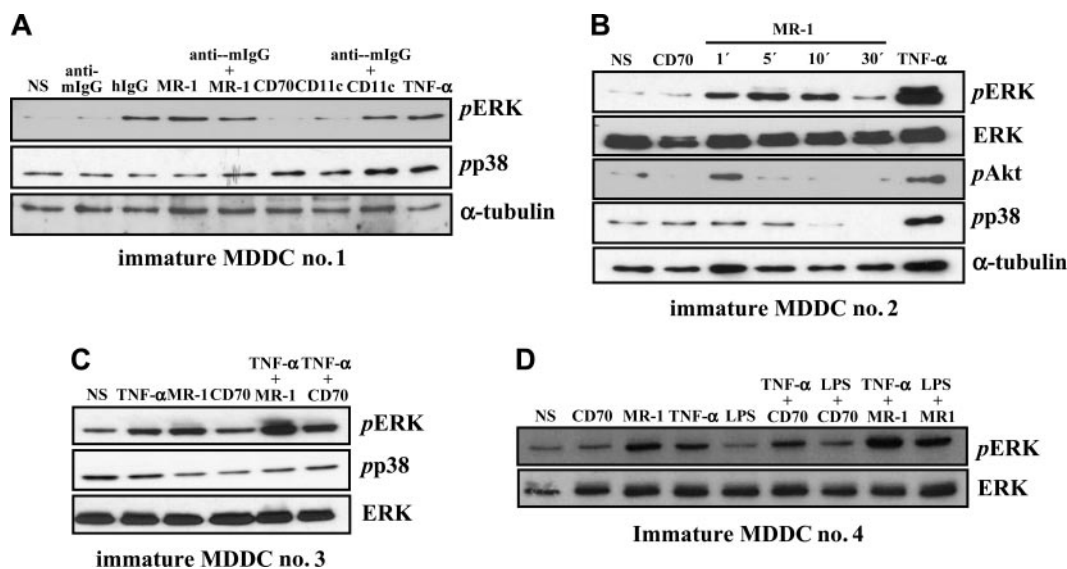 A
anti--mIgG anti--mIgG
anti- + +
NS mIgG hIgG MR-1 MR-1 CD70 CD11c CD11c TNF-α
pERK
pp38
α-tubulin
immature MDDC no. 1
B
MR-1
NS CD70 1´ 5´ 10´ 30´ TNF-α
pERK
ERK
pAkt
pp38
α-tubulin
immature MDDC no. 2
C
TNF-α TNF-α
+ +
NS TNF-α MR-1 CD70 MR-1 CD70
pERK
pp38
ERK
immature MDDC no. 3
D
TNF-α LPS TNF-α LPS
+ + + +
NS CD70 MR-1 TNF-α LPS CD70 CD70 MR-1 MR1
pERK
ERK
Immature MDDC no. 4